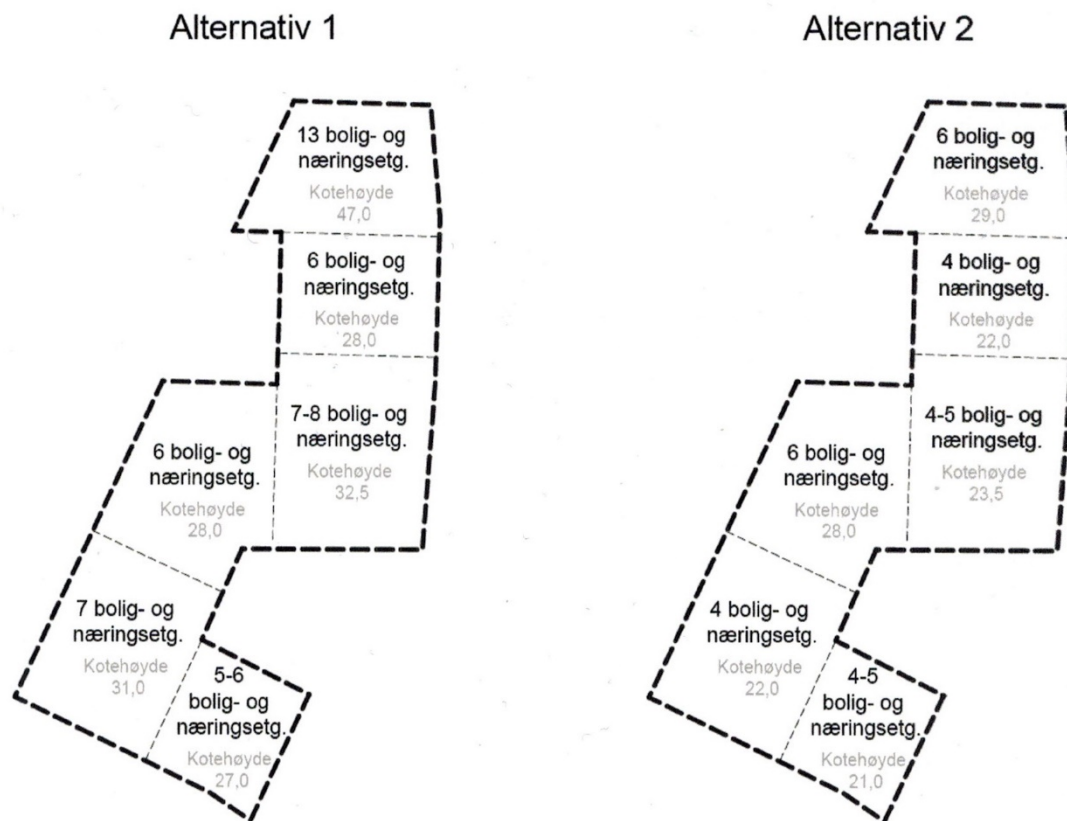 Alternativ 1
13 bolig- og
næringsetg.
Kotehøyde
47,0
6 bolig- og
næringsetg.
Kotehøyde
28,0
7-8 bolig- og
næringsetg.
Kotehøyde
32,5
6 bolig- og
næringsetg.
Kotehøyde
28,0
7 bolig- og
næringsetg.
Kotehøyde
31,0
5-6
bolig- og
næringsetg.
Kotehøyde
27,0
Alternativ 2
6 bolig- og
næringsetg.
Kotehøyde
29,0
4 bolig- og
næringsetg.
Kotehøyde
22,0
4-5 bolig- og
næringsetg.
Kotehøyde
23,5
6 bolig- og
næringsetg.
Kotehøyde
28,0
4 bolig- og
næringsetg.
Kotehøyde
22,0
4-5
bolig- og
næringsetg.
Kotehøyde
21,0